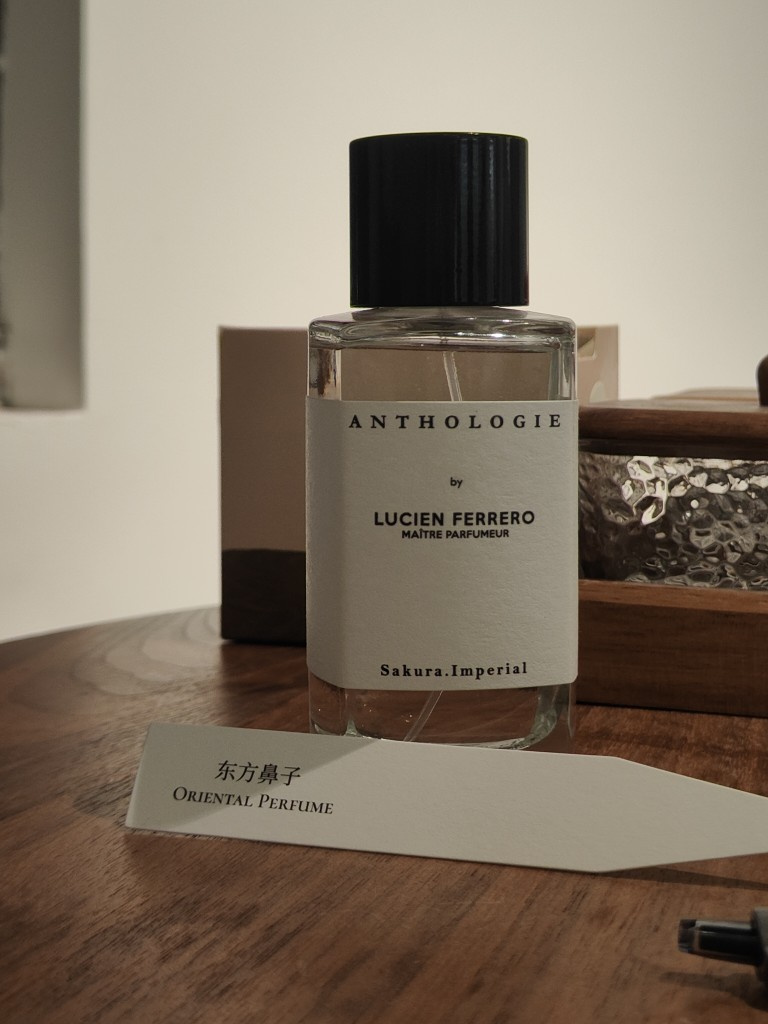 ANTHOLOGIE
by
LUCIEN FERRERO
MAÎTRE PARFUMEUR
Sakura.Imperial
东方鼻子
ORIENTAL PERFUME